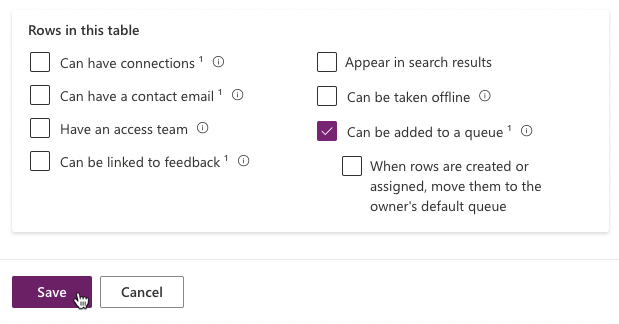 Rows in this table
Can have connections ¹
Can have a contact email ¹
Have an access team
Can be linked to feedback ¹
Appear in search results
Can be taken offline
Can be added to a queue ¹
When rows are created or
assigned, move them to the
owner's default queue
Save
Cancel